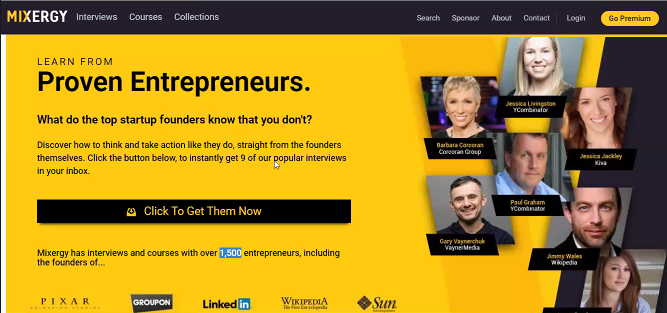 MIXERGY Interviews Courses Collections Search Sponsor About Contact Login Go Premium
LEARN FROM
Proven Entrepreneurs.
What do the top startup founders know that you don't?
Discover how to think and take action like they do, straight from the founders
themselves. Click the button below, to instantly get 9 of our popular interviews
in your inbox.
Click To Get Them Now
Mixergy has interviews and courses with over 1,500 entrepreneurs, including
the founders of...
PIXAR
ANIMATION STUDIOS
GROUPON
LinkedIn
WIKIPEDIA
The Free Encyclopedia
Sun
Jessica Livingston
YCombinator
Barbara Corcoran
Corcoran Group
Jessica Jackley
Kiva
Paul Graham
YCombinator
Gary Vaynerchuk
VaynerMedia
Jimmy Wales
Wikipedia